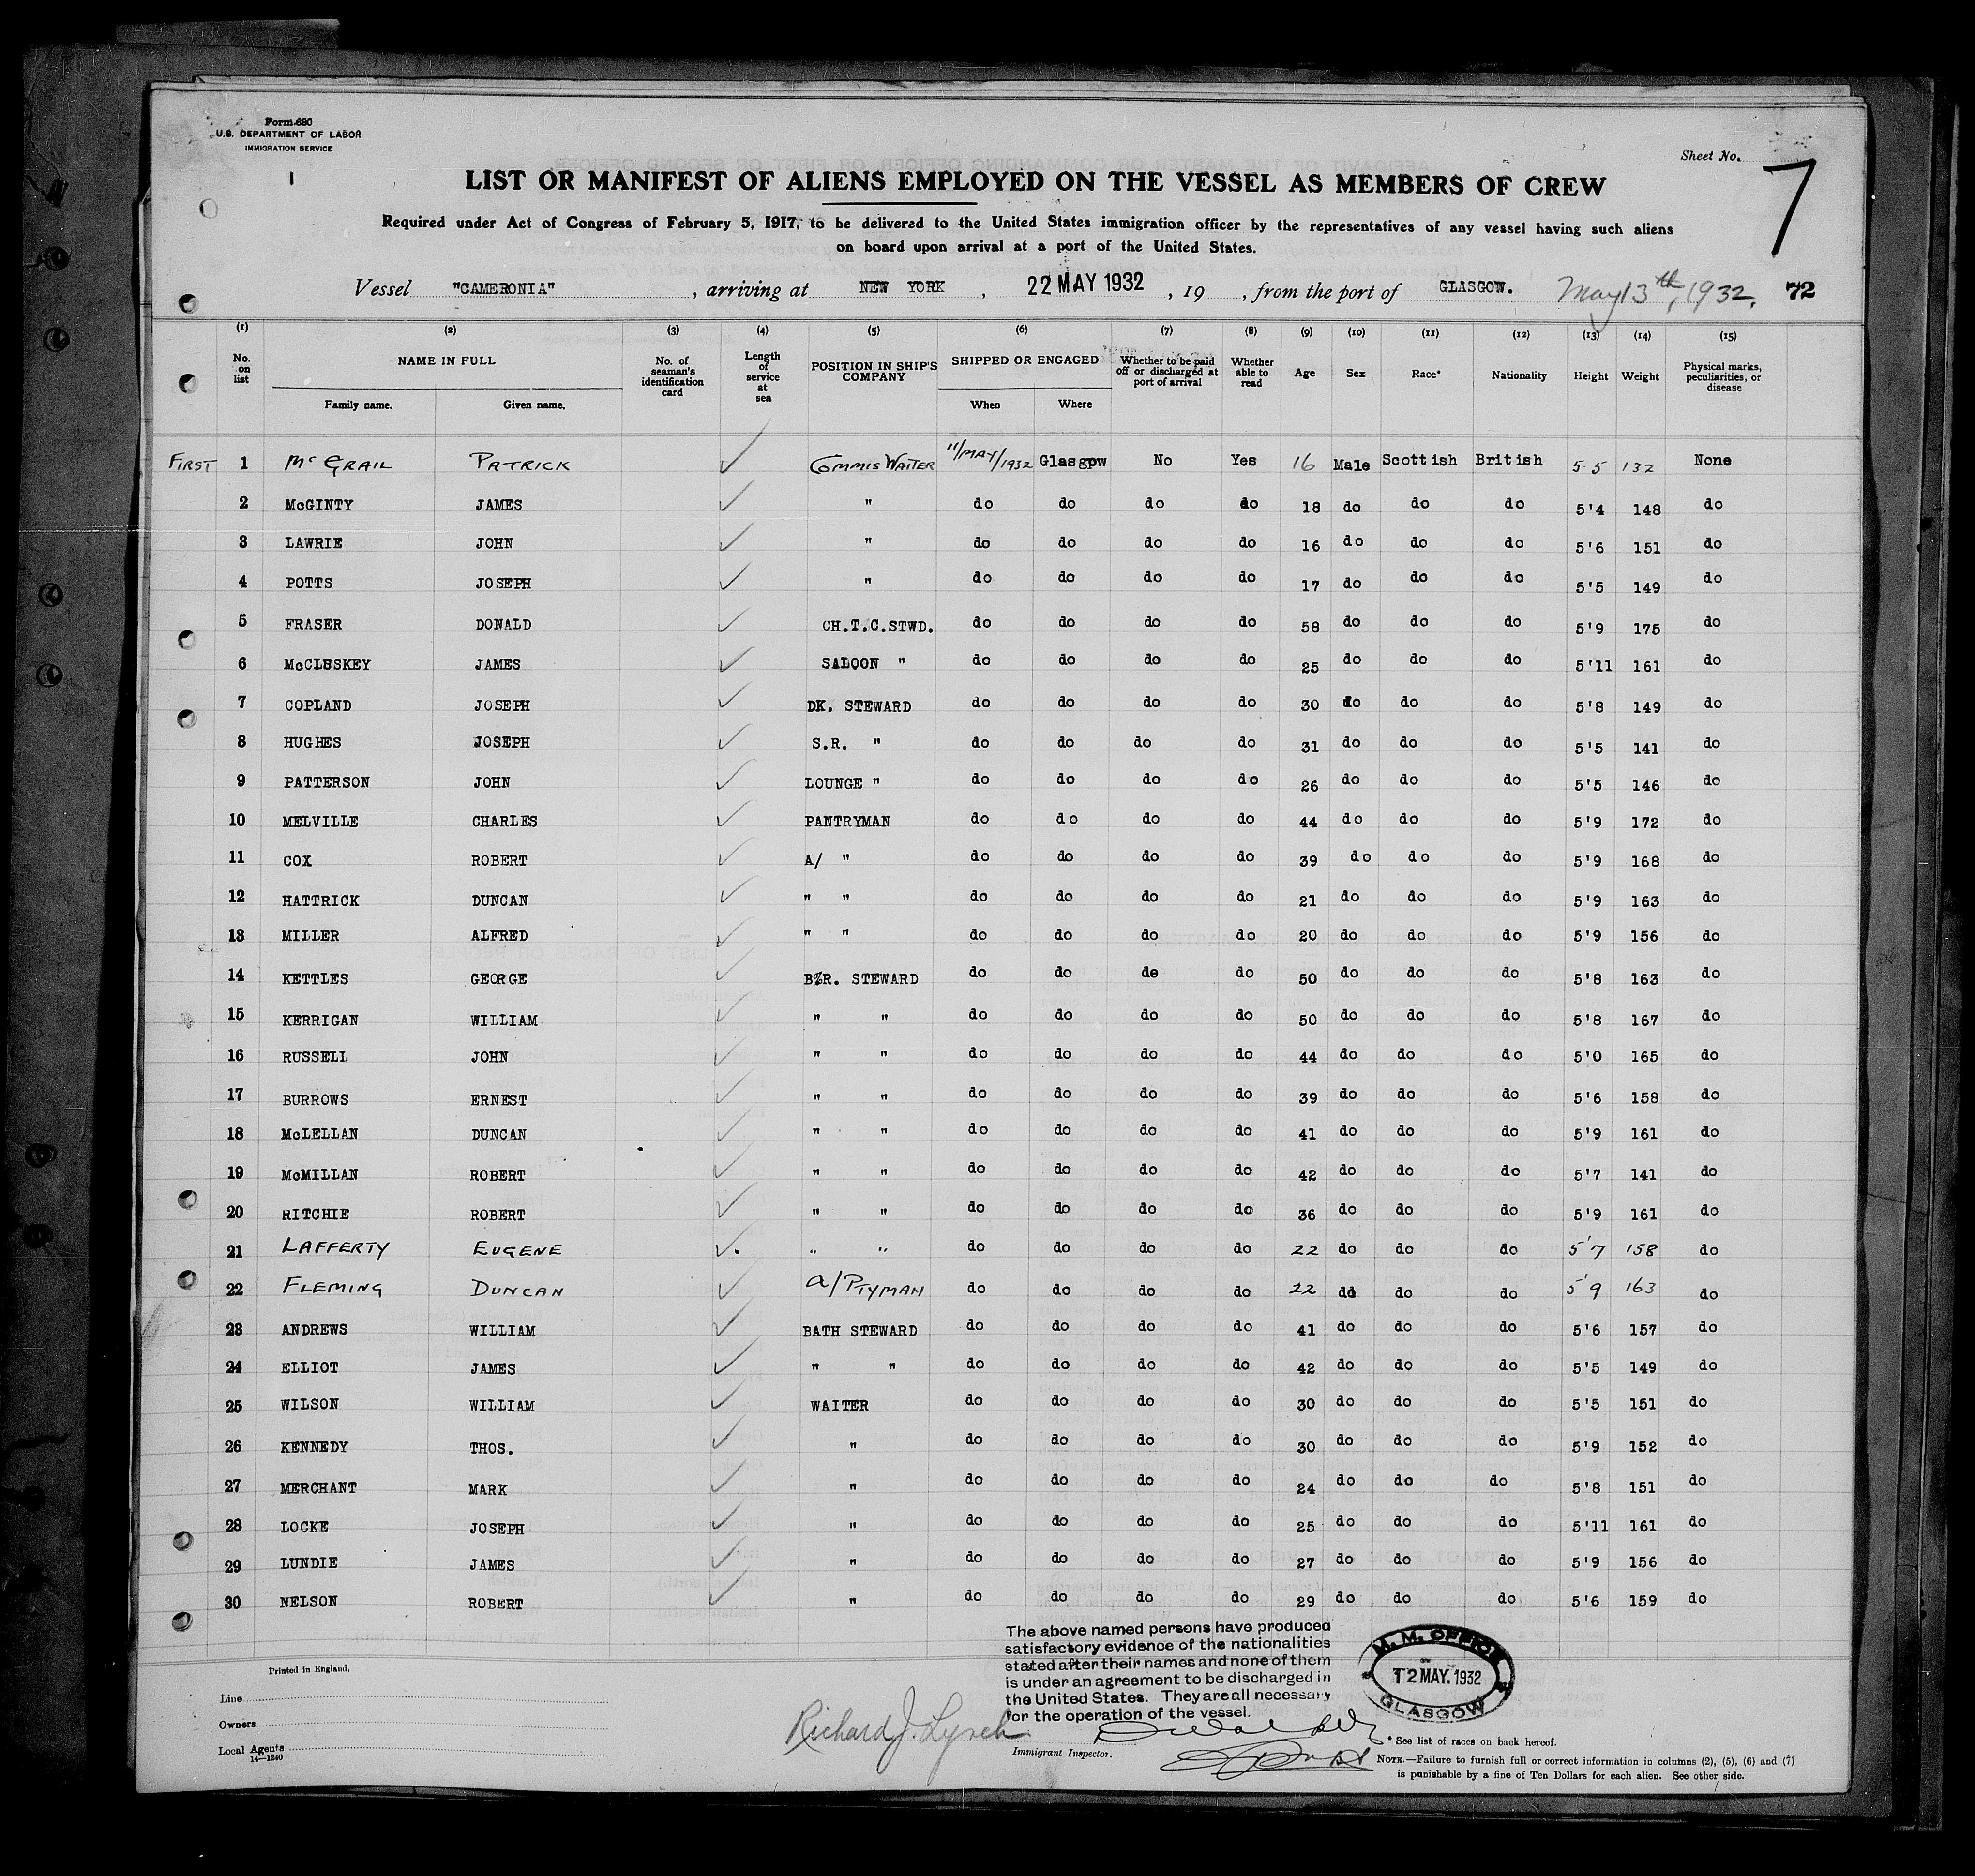 Form 680
U.S. DEPARTMENT OF LABOR
IMMIGRATION SERVICE
Sheet No. 7
LIST OR MANIFEST OF ALIENS EMPLOYED ON THE VESSEL AS MEMBERS OF CREW
Required under Act of Congress of February 5, 1917, to be delivered to the United States immigration officer by the representatives of any vessel having such aliens
on board upon arrival at a port of the United States.
Vessel "CAMERONIA", arriving at NEW YORK, 22 MAY 1932, 19 , from the port of GLASGOW. May 13th, 1932. 72
(1) (2) (3) (4) (5) (6) (7) (8) (9) (10) (11) (12) (13) (14) (15)
No. on list NAME IN FULL Family name. Given name. No. of seaman's identification card Length of service at sea POSITION IN SHIP'S COMPANY SHIPPED OR ENGAGED When Where Whether to be paid off or discharged at port of arrival Whether able to read Age Sex Race* Nationality Height Weight Physical marks, peculiarities, or disease
FIRST 1 McGRAIL PATRICK ✓ COMMIS WAITER 11/MAY/1932 Glasgow No Yes 16 Male Scottish British 5 5 132 None
2 McGINTY JAMES ✓ " do do do do 18 do do do 5'4 148 do
3 LAWRIE JOHN ✓ " do do do do 16 do do do 5'6 151 do
4 POTTS JOSEPH ✓ " do do do do 17 do do do 5'5 149 do
5 FRASER DONALD ✓ CH.T.C.STWD. do do do do 58 do do do 5'9 175 do
6 McCLUSKEY JAMES ✓ SALOON " do do do do 25 do do do 5'11 161 do
7 COPLAND JOSEPH ✓ DK. STEWARD do do do do 30 do do do 5'8 149 do
8 HUGHES JOSEPH ✓ S.R. " do do do do 31 do do do 5'5 141 do
9 PATTERSON JOHN ✓ LOUNGE " do do do do 26 do do do 5'5 146 do
10 MELVILLE CHARLES ✓ PANTRYMAN do do do do 44 do do do 5'9 172 do
11 COX ROBERT ✓ A/ " do do do do 39 do do do 5'9 168 do
12 HATTRICK DUNCAN ✓ " " do do do do 21 do do do 5'9 163 do
13 MILLER ALFRED ✓ " " do do do do 20 do do do 5'9 156 do
14 KETTLES GEORGE ✓ B.R. STEWARD do do do do 50 do do do 5'8 163 do
15 KERRIGAN WILLIAM ✓ " " do do do do 50 do do do 5'8 167 do
16 RUSSELL JOHN ✓ " " do do do do 44 do do do 5'0 165 do
17 BURROWS ERNEST ✓ " " do do do do 39 do do do 5'6 158 do
18 McLELLAN DUNCAN ✓ " " do do do do 41 do do do 5'9 161 do
19 McMILLAN ROBERT ✓ " " do do do do 42 do do do 5'7 141 do
20 RITCHIE ROBERT ✓ " " do do do do 36 do do do 5'9 161 do
21 LAFFERTY EUGENE ✓ " " do do do do 22 do do do 5'7 158 do
22 FLEMING DUNCAN ✓ A/PTYMAN do do do do 22 do do do 5'9 163 do
23 ANDREWS WILLIAM ✓ BATH STEWARD do do do do 41 do do do 5'6 157 do
24 ELLIOT JAMES ✓ " " do do do do 42 do do do 5'5 149 do
25 WILSON WILLIAM ✓ WAITER do do do do 30 do do do 5'5 151 do
26 KENNEDY THOS. ✓ " do do do do 30 do do do 5'9 152 do
27 MERCHANT MARK ✓ " do do do do 24 do do do 5'8 151 do
28 LOCKE JOSEPH ✓ " do do do do 25 do do do 5'11 161 do
29 LUNDIE JAMES ✓ " do do do do 27 do do do 5'9 156 do
30 NELSON ROBERT ✓ " do do do do 29 do do do 5'6 159 do
The above named persons have produced
satisfactory evidence of the nationalities
stated after their names and none of them
is under an agreement to be discharged in
the United States. They are all necessary
for the operation of the vessel.
M. M. OFFICE
12 MAY. 1932
GLASGOW
Printed in England.
Line
Owners
Local Agents
14—1240
Richard J. Lynch
Immigrant Inspector.
* See list of races on back hereof.
NOTE.—Failure to furnish full or correct information in columns (2), (5), (6) and (7)
is punishable by a fine of Ten Dollars for each alien. See other side.